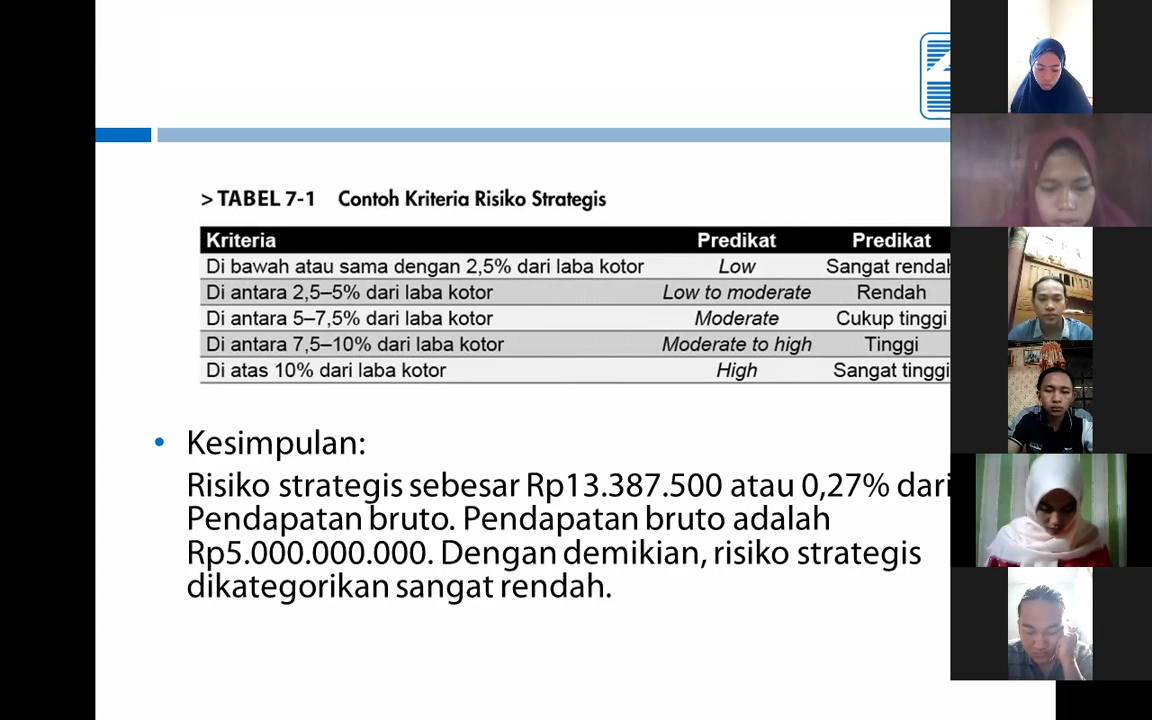 > TABEL 7-1 Contoh Kriteria Risiko Strategis
Kriteria Predikat Predikat
Di bawah atau sama dengan 2,5% dari laba kotor Low Sangat rendah
Di antara 2,5–5% dari laba kotor Low to moderate Rendah
Di antara 5–7,5% dari laba kotor Moderate Cukup tinggi
Di antara 7,5–10% dari laba kotor Moderate to high Tinggi
Di atas 10% dari laba kotor High Sangat tinggi
• Kesimpulan:
Risiko strategis sebesar Rp13.387.500 atau 0,27% dari
Pendapatan bruto. Pendapatan bruto adalah
Rp5.000.000.000. Dengan demikian, risiko strategis
dikategorikan sangat rendah.